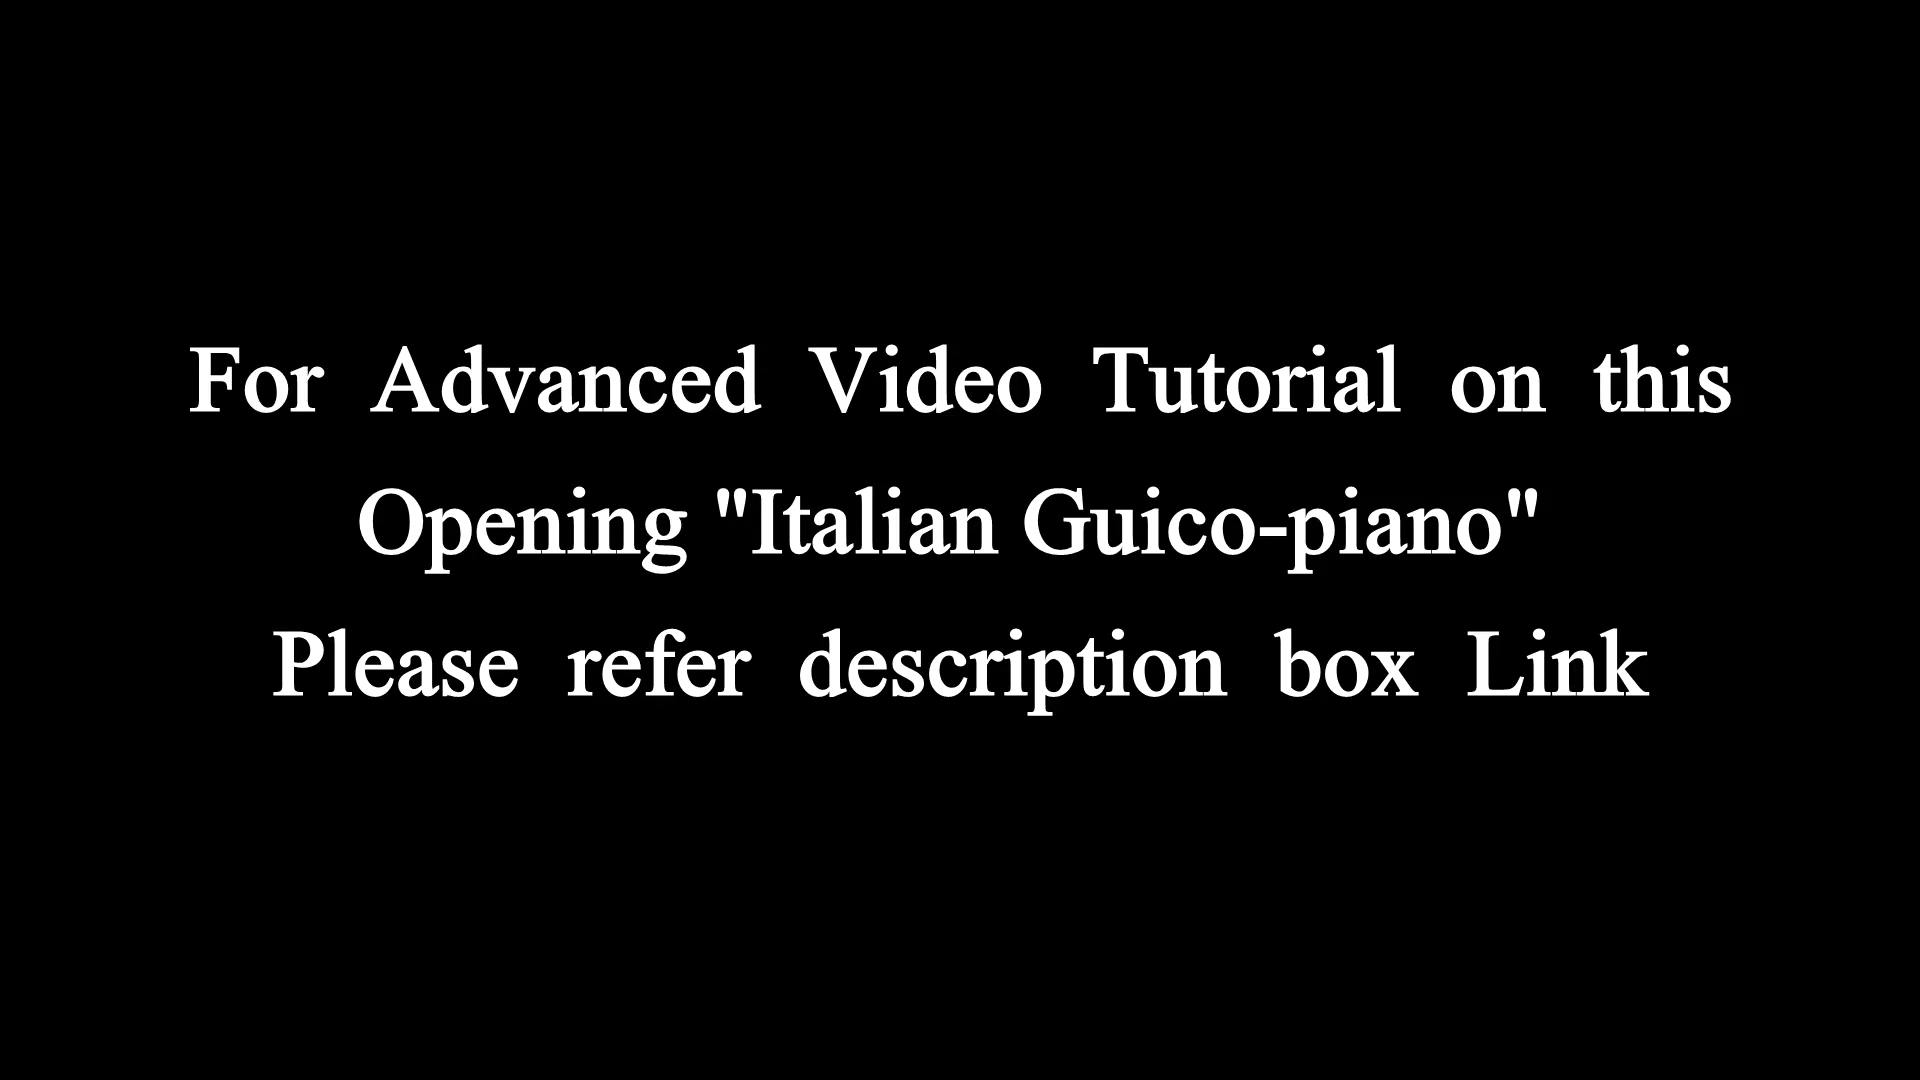 For Advanced Video Tutorial on this
Opening "Italian Guico-piano"
Please refer description box Link